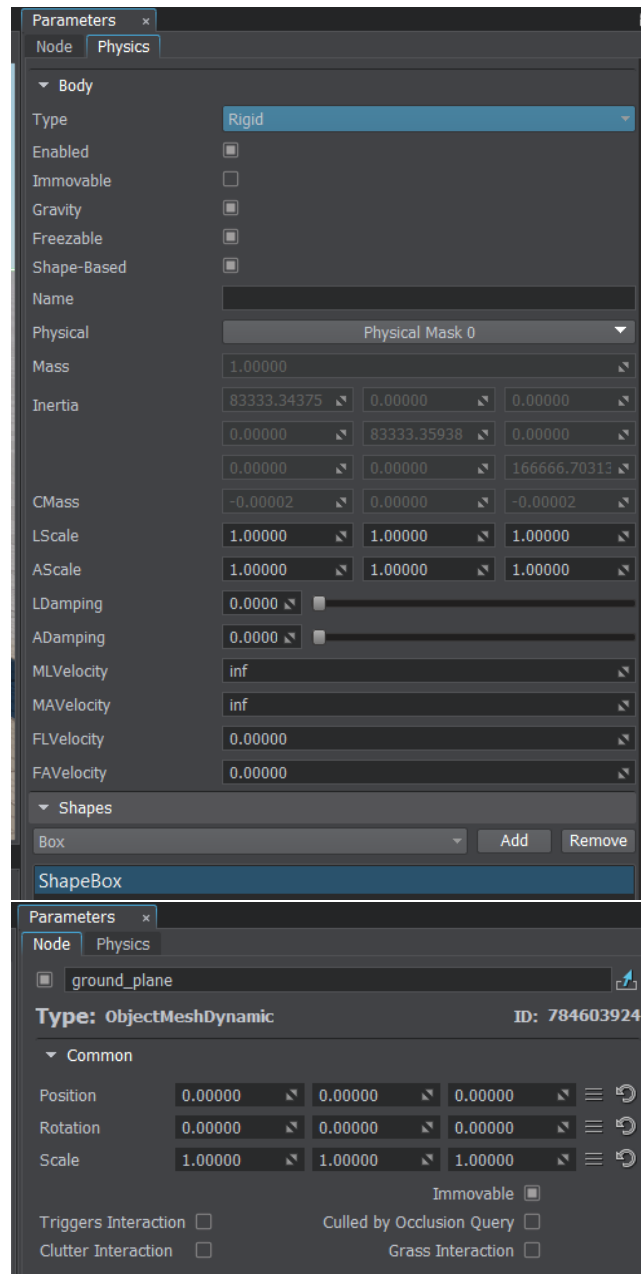 Parameters ×
Node Physics
Body
Type Rigid
Enabled
Immovable
Gravity
Freezable
Shape-Based
Name
Physical Physical Mask 0
Mass 1.00000
Inertia 83333.34375 0.00000 0.00000
0.00000 83333.35938 0.00000
0.00000 0.00000 166666.70313
CMass -0.00002 0.00000 -0.00002
LScale 1.00000 1.00000 1.00000
AScale 1.00000 1.00000 1.00000
LDamping 0.0000
ADamping 0.0000
MLVelocity inf
MAVelocity inf
FLVelocity 0.00000
FAVelocity 0.00000
Shapes
Box Add Remove
ShapeBox
Parameters ×
Node Physics
ground_plane
Type: ObjectMeshDynamic ID: 784603924
Common
Position 0.00000 0.00000 0.00000
Rotation 0.00000 0.00000 0.00000
Scale 1.00000 1.00000 1.00000
Immovable
Triggers Interaction Culled by Occlusion Query
Clutter Interaction Grass Interaction